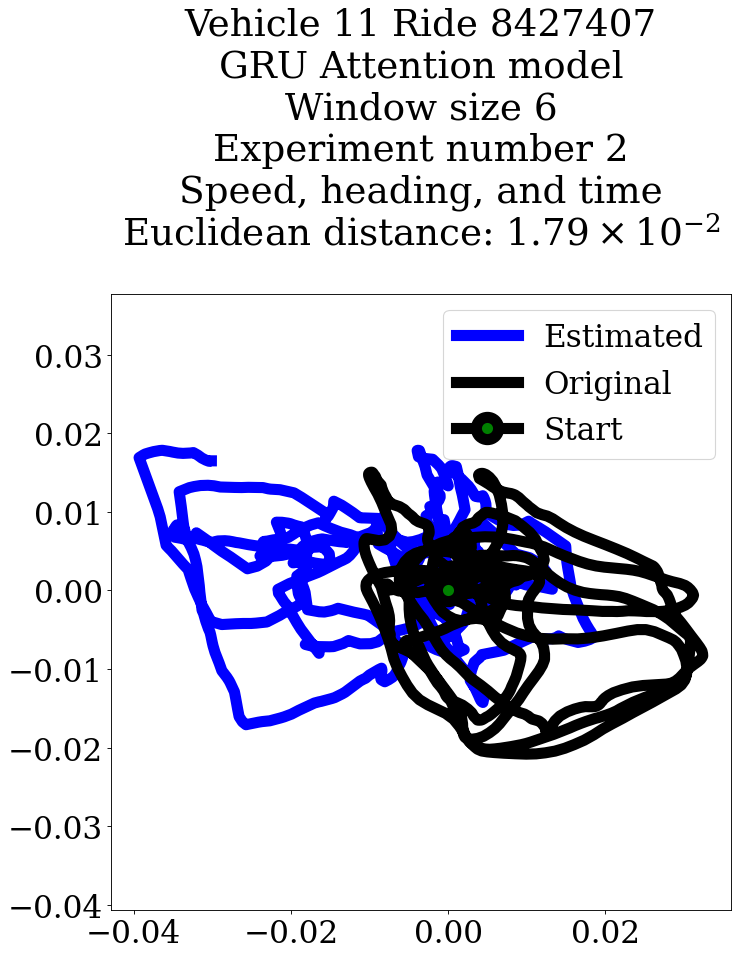 Vehicle 11 Ride 8427407
GRU Attention model
Window size 6
Experiment number 2
Speed, heading, and time
Euclidean distance: 1.79 × 10⁻²
Estimated
Original
Start
0.03
0.02
0.01
0.00
−0.01
−0.02
−0.03
−0.04
−0.04 −0.02 0.00 0.02